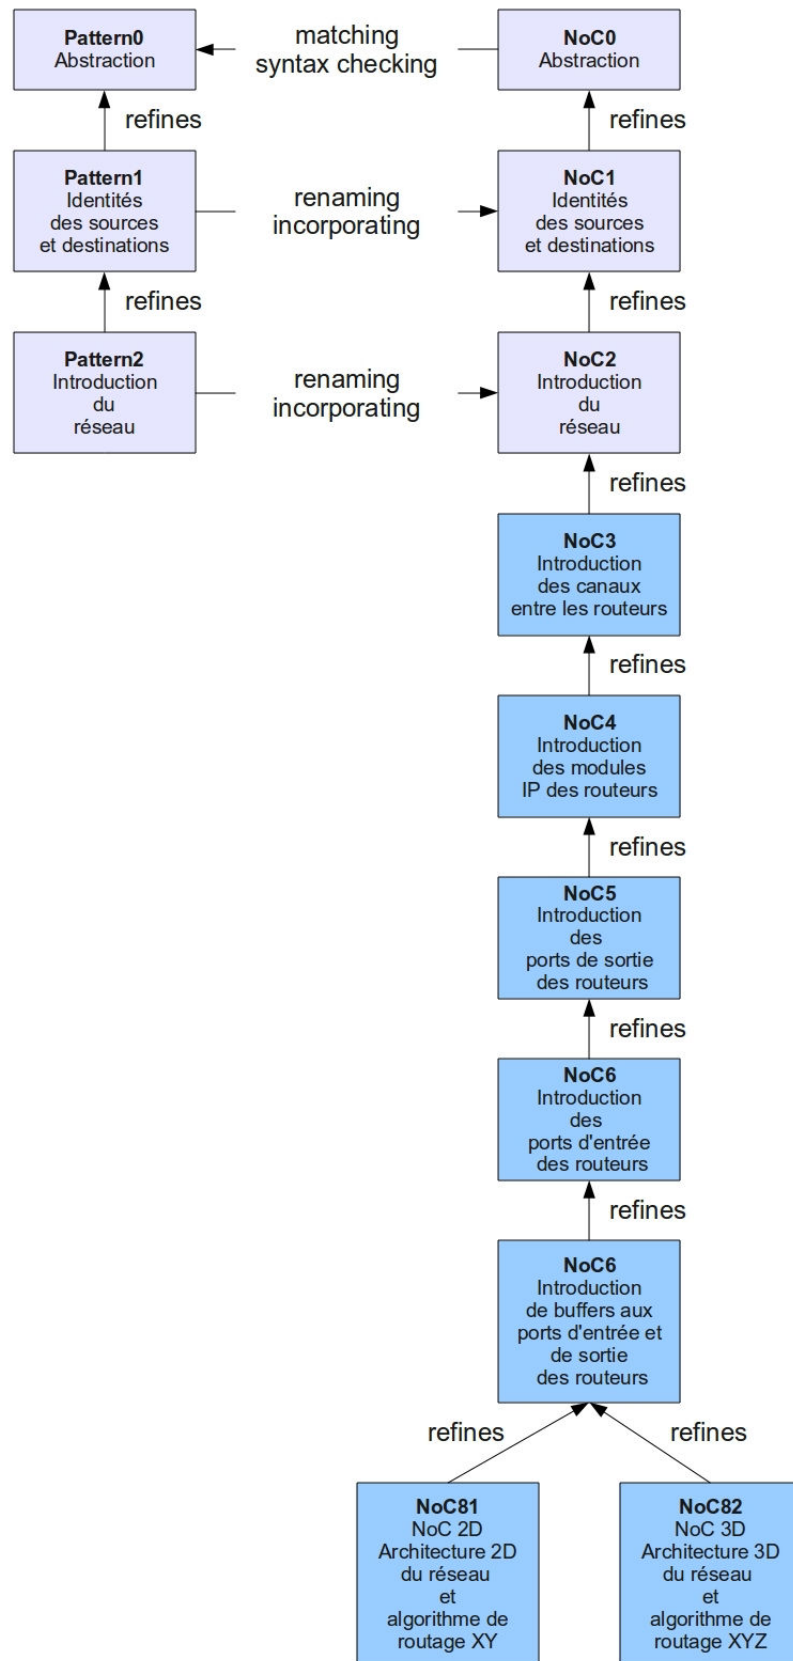 Pattern0
Abstraction
matching
syntax checking
NoC0
Abstraction
refines
refines
Pattern1
Identités
des sources
et destinations
renaming
incorporating
NoC1
Identités
des sources
et destinations
refines
refines
Pattern2
Introduction
du
réseau
renaming
incorporating
NoC2
Introduction
du
réseau
refines
NoC3
Introduction
des canaux
entre les routeurs
refines
NoC4
Introduction
des modules
IP des routeurs
refines
NoC5
Introduction
des
ports de sortie
des routeurs
refines
NoC6
Introduction
des
ports d'entrée
des routeurs
refines
NoC6
Introduction
de buffers aux
ports d'entrée et
de sortie
des routeurs
refines
refines
NoC81
NoC 2D
Architecture 2D
du réseau
et
algorithme de
routage XY
NoC82
NoC 3D
Architecture 3D
du réseau
et
algorithme de
routage XYZ